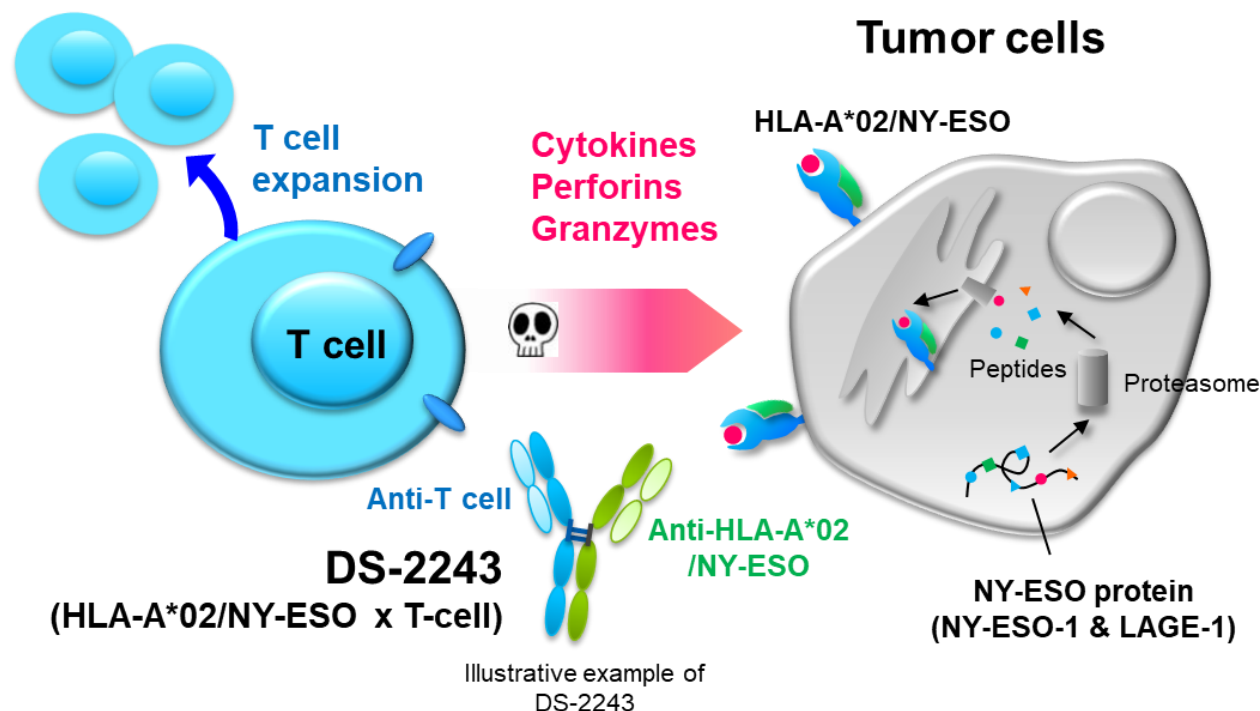 Tumor cells
HLA-A*02/NY-ESO
T cell
expansion
Cytokines
Perforins
Granzymes
T cell
Peptides
Proteasome
Anti-T cell
Anti-HLA-A*02
/NY-ESO
DS-2243
(HLA-A*02/NY-ESO x T-cell)
NY-ESO protein
(NY-ESO-1 & LAGE-1)
Illustrative example of
DS-2243